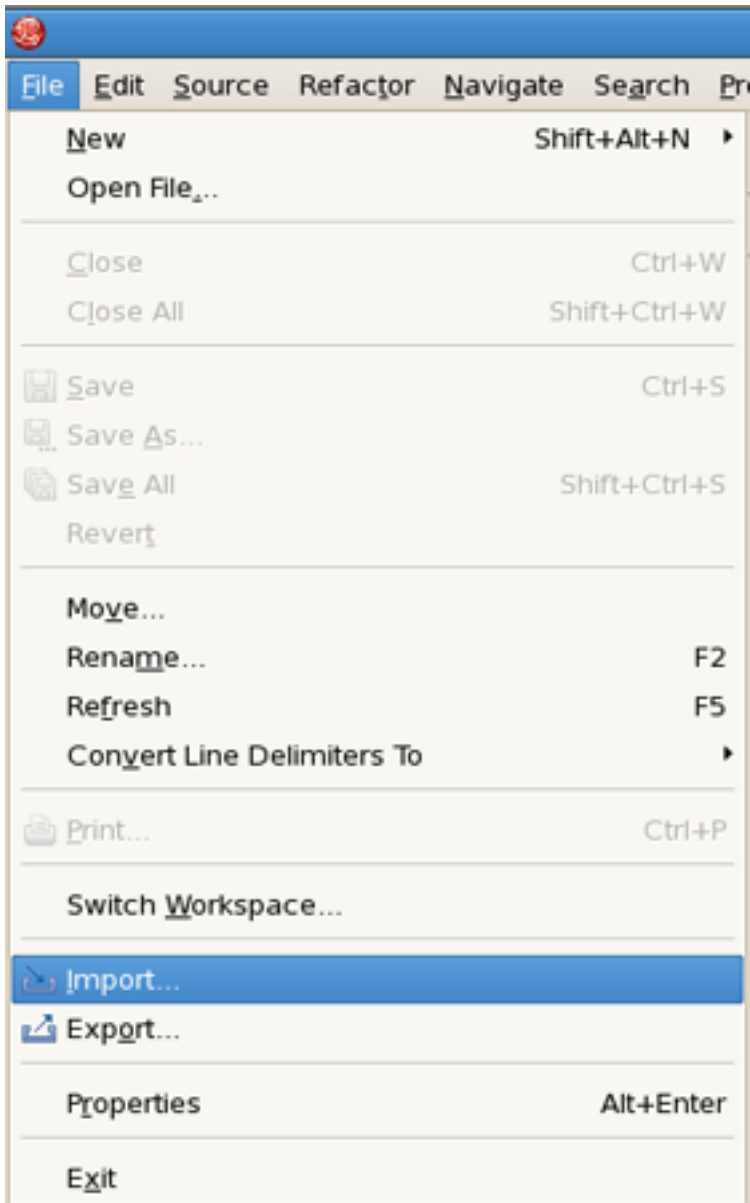 File Edit Source Refactor Navigate Search Pr
New Shift+Alt+N
Open File...
Close Ctrl+W
Close All Shift+Ctrl+W
Save Ctrl+S
Save As...
Save All Shift+Ctrl+S
Revert
Move...
Rename... F2
Refresh F5
Convert Line Delimiters To
Print... Ctrl+P
Switch Workspace...
Import...
Export...
Properties Alt+Enter
Exit